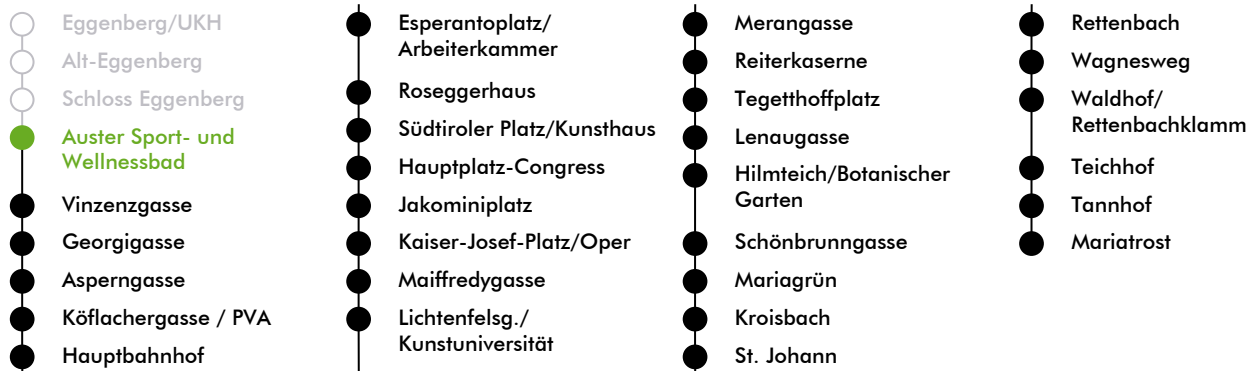 Eggenberg/UKH
Alt-Eggenberg
Schloss Eggenberg
Auster Sport- und
Wellnessbad
Vinzenzgasse
Georgigasse
Asperngasse
Köflachergasse / PVA
Hauptbahnhof
Esperantoplatz/
Arbeiterkammer
Roseggerhaus
Südtiroler Platz/Kunsthaus
Hauptplatz-Congress
Jakominiplatz
Kaiser-Josef-Platz/Oper
Maiffredygasse
Lichtenfelsg./
Kunstuniversität
Merangasse
Reiterkaserne
Tegetthoffplatz
Lenaugasse
Hilmteich/Botanischer
Garten
Schönbrunngasse
Mariagrün
Kroisbach
St. Johann
Rettenbach
Wagnesweg
Waldhof/
Rettenbachklamm
Teichhof
Tannhof
Mariatrost